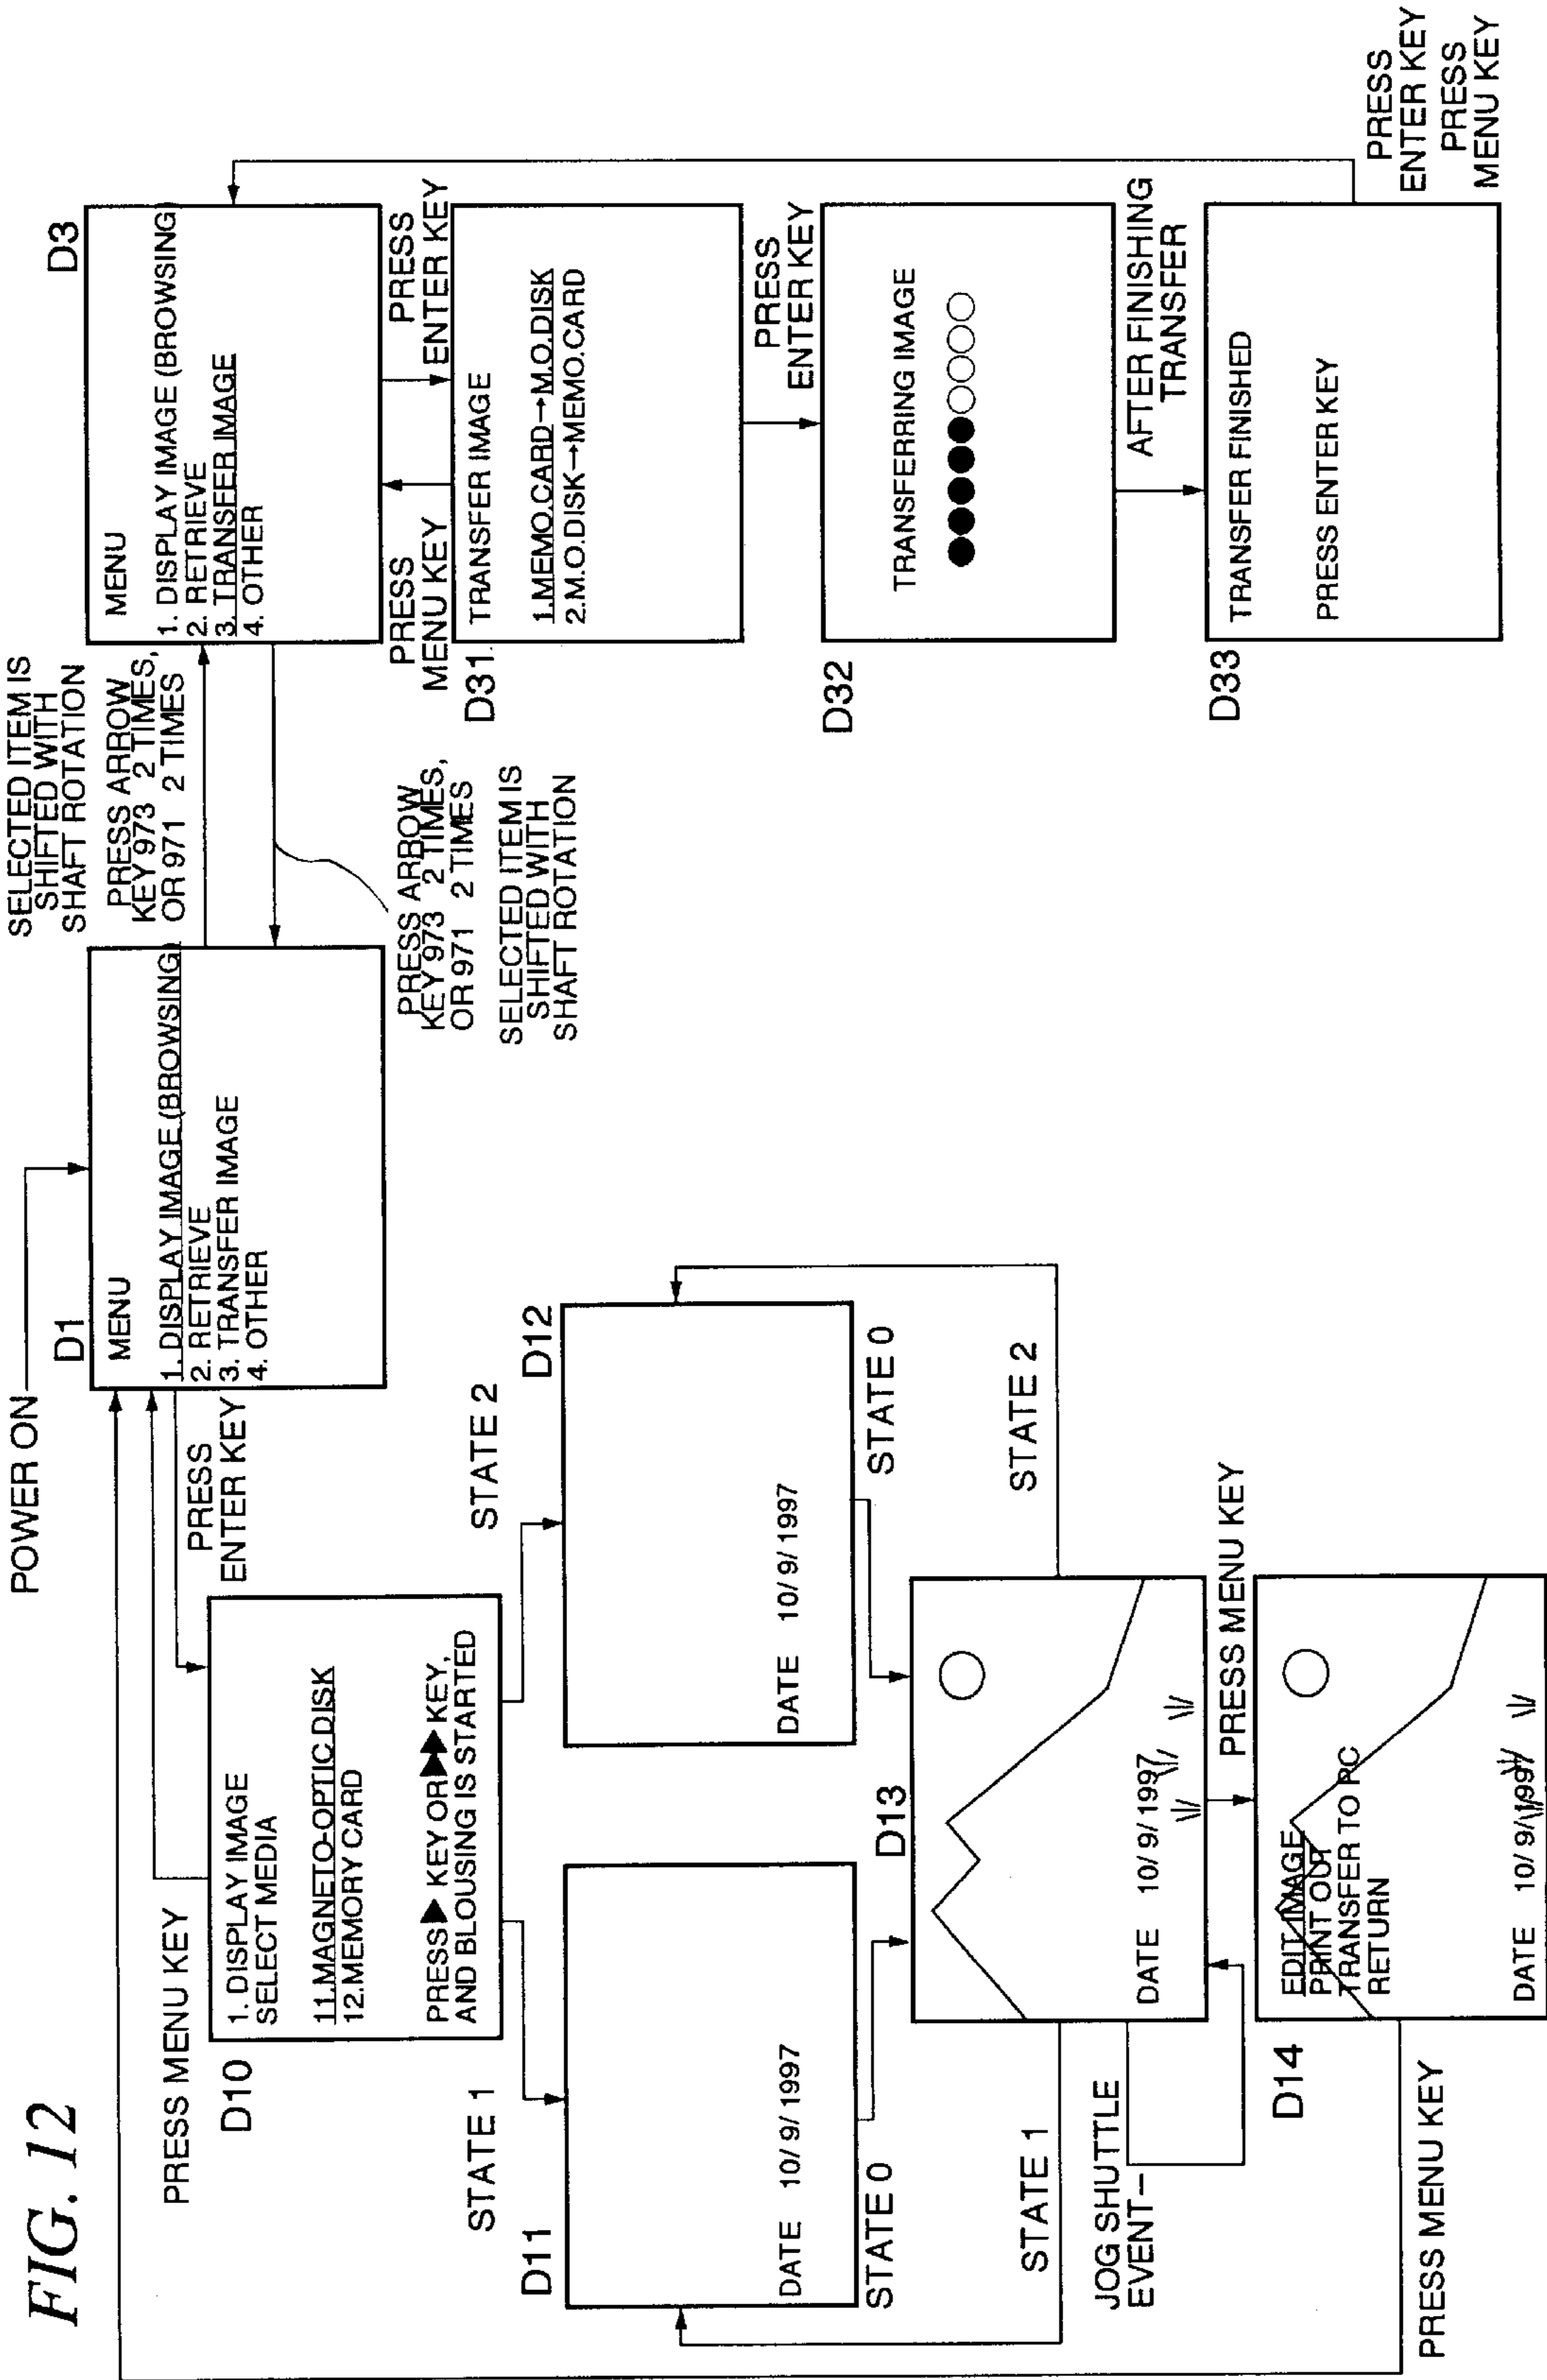 FIG. 12
POWER ON
D1
MENU
1. DISPLAY IMAGE (BROWSING)
2. RETRIEVE
3. TRANSFER IMAGE
4. OTHER
SELECTED ITEM IS
SHIFTED WITH
SHAFT ROTATION
PRESS ARROW
KEY 973 2 TIMES,
OR 971 2 TIMES
D3
MENU
1. DISPLAY IMAGE (BROWSING)
2. RETRIEVE
3. TRANSFER IMAGE
4. OTHER
PRESS ARROW
KEY 973 2 TIMES,
OR 971 2 TIMES
SELECTED ITEM IS
SHIFTED WITH
SHAFT ROTATION
PRESS
MENU KEY
PRESS
ENTER KEY
D31
TRANSFER IMAGE
1.MEMO.CARD→M.O.DISK
2.M.O.DISK→MEMO.CARD
PRESS
ENTER KEY
D32
TRANSFERRING IMAGE
AFTER FINISHING
TRANSFER
D33
TRANSFER FINISHED
PRESS ENTER KEY
PRESS
ENTER KEY
PRESS
MENU KEY
PRESS MENU KEY
PRESS
ENTER KEY
D10
1. DISPLAY IMAGE
SELECT MEDIA
11.MAGNETO-OPTIC DISK
12.MEMORY CARD
PRESS▶ KEY OR▶▶ KEY,
AND BLOUSING IS STARTED
STATE 1
STATE 2
D11
DATE 10/9/1997
STATE 0
D12
DATE 10/9/1997
STATE 0
D13
DATE 10/9/1997
STATE 1
STATE 2
JOG SHUTTLE
EVENT
PRESS MENU KEY
D14
EDIT IMAGE
PRINT OUT
TRANSFER TO PC
RETURN
DATE 10/9/1997
PRESS MENU KEY